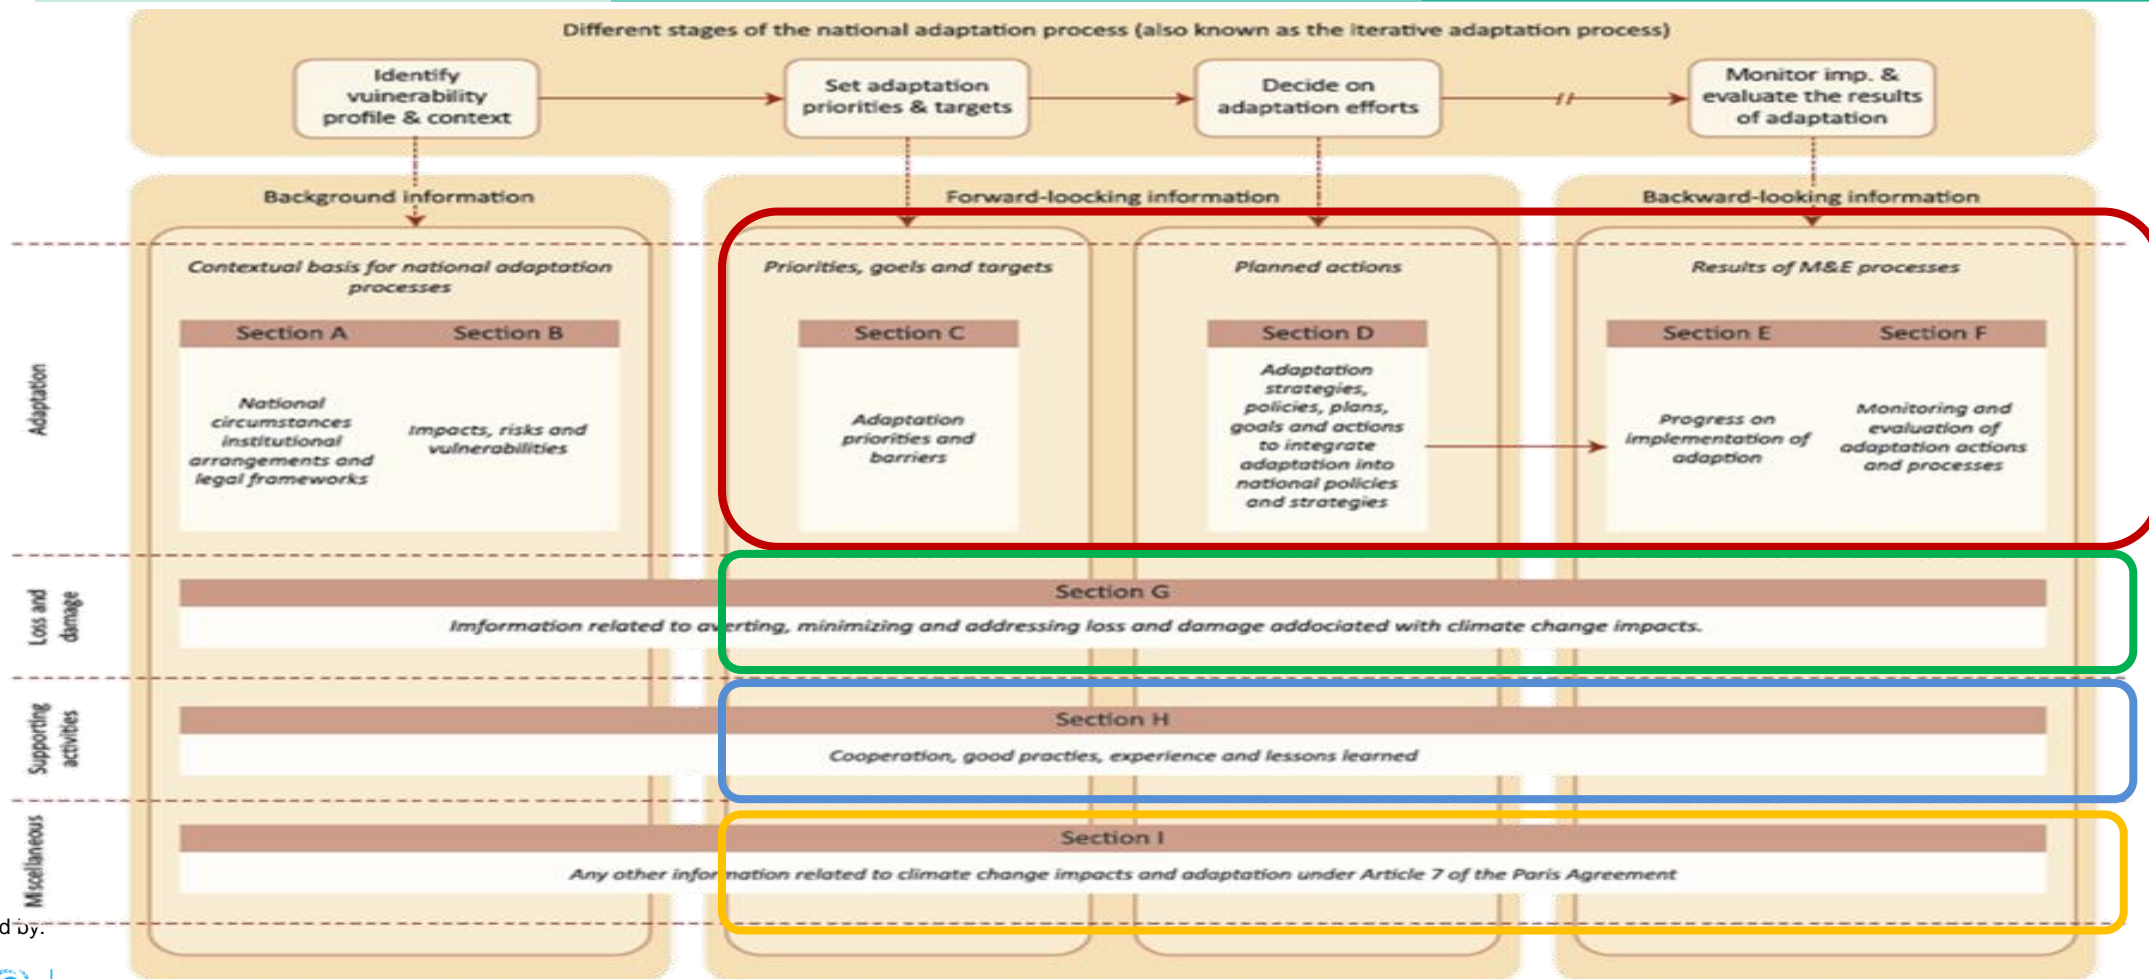 Different stages of the national adaptation process (also known as the iterative adaptation process)
Identify
vuinerability
profile & context
Set adaptation
priorities & targets
Decide on
adaptation efforts
Monitor imp. &
evaluate the results
of adaptation
Background information
Forward-loocking information
Backward-looking information
Adaptation
Contextual basis for national adaptation
processes
Section A
Section B
National
circumstances
institutional
arrangements and
legal frameworks
Impacts, risks and
vulnerabilities
Priorities, goels and targets
Section C
Adaptation
priorities and
barriers
Planned actions
Section D
Adaptation
strategies,
policies, plans,
goals and actions
to integrate
adaptation into
national policies
and strategies
Results of M&E processes
Section E
Section F
Progress on
implementation of
adaption
Monitoring and
evaluation of
adaptation actions
and processes
Loss and
damage
Section G
Imformation related to averting, minimizing and addressing loss and damage addociated with climate change impacts.
Supporting
activities
Section H
Cooperation, good practies, experience and lessons learned
Miscellaneous
Section I
Any other information related to climate change impacts and adaptation under Article 7 of the Paris Agreement
d by: